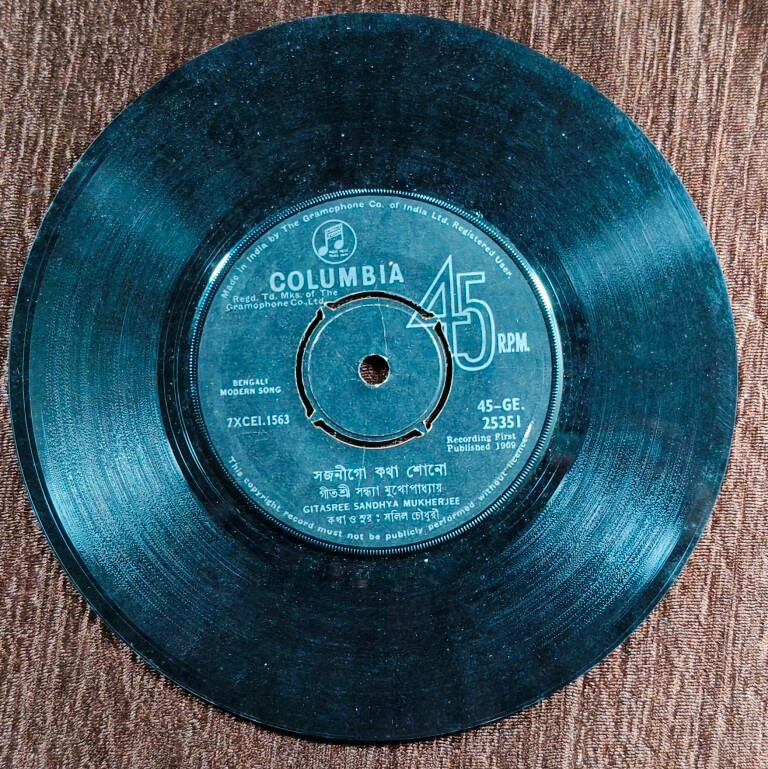 Made in India by The Gramophone Co. of India Ltd. Registered User.
COLUMBIA
Regd. Td. Mks. of The
Gramophone Co., Ltd.
45
R.P.M.
BENGALI
MODERN SONG
7XCEI.1563
45-GE.
25351
Recording First
Published 1969
সজনীগো কথা শোনো
গীতশ্রী সন্ধ্যা মুখোপাধ্যায়
GITASREE SANDHYA MUKHERJEE
কথা ও সুর : সলিল চৌধুরী
This copyright record must not be publicly performed without licence